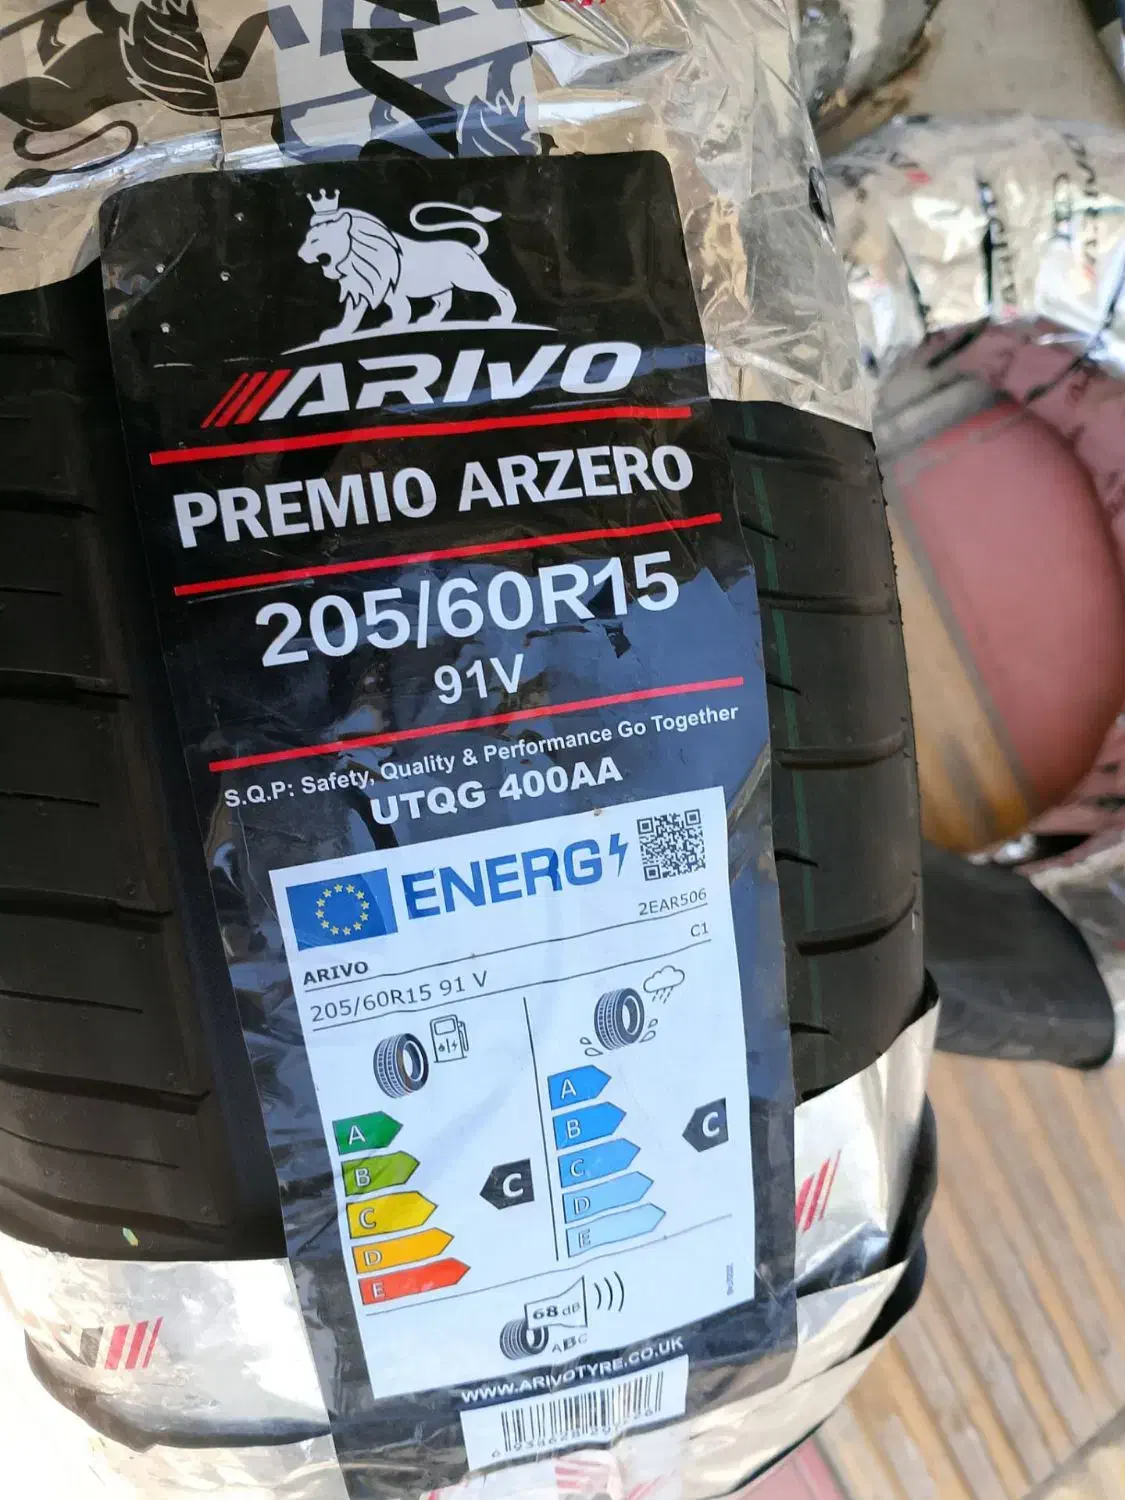 ARIVO
PREMIO ARZERO
205/60R15
91V
S.Q.P: Safety, Quality & Performance Go Together
UTQG 400AA
ENERG
2EAR506
ARIVO
C1
205/60R15 91 V
A
B
C
D
E
C
A
B
C
D
E
C
68 dB
ABC
WWW.ARIVOTYRE.CO.UK